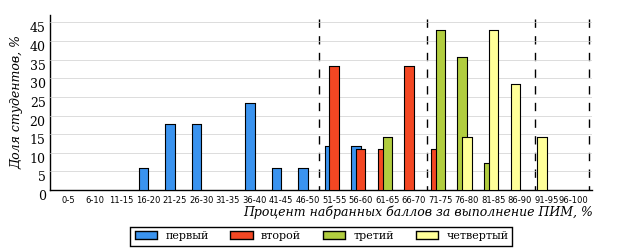 Доля студентов, %
45
40
35
30
25
20
15
10
5
0
0-5 6-10 11-15 16-20 21-25 26-30 31-35 36-40 41-45 46-50 51-55 56-60 61-65 66-70 71-75 76-80 81-85 86-90 91-95 96-100
Процент набранных баллов за выполнение ПИМ, %
первый второй третий четвертый